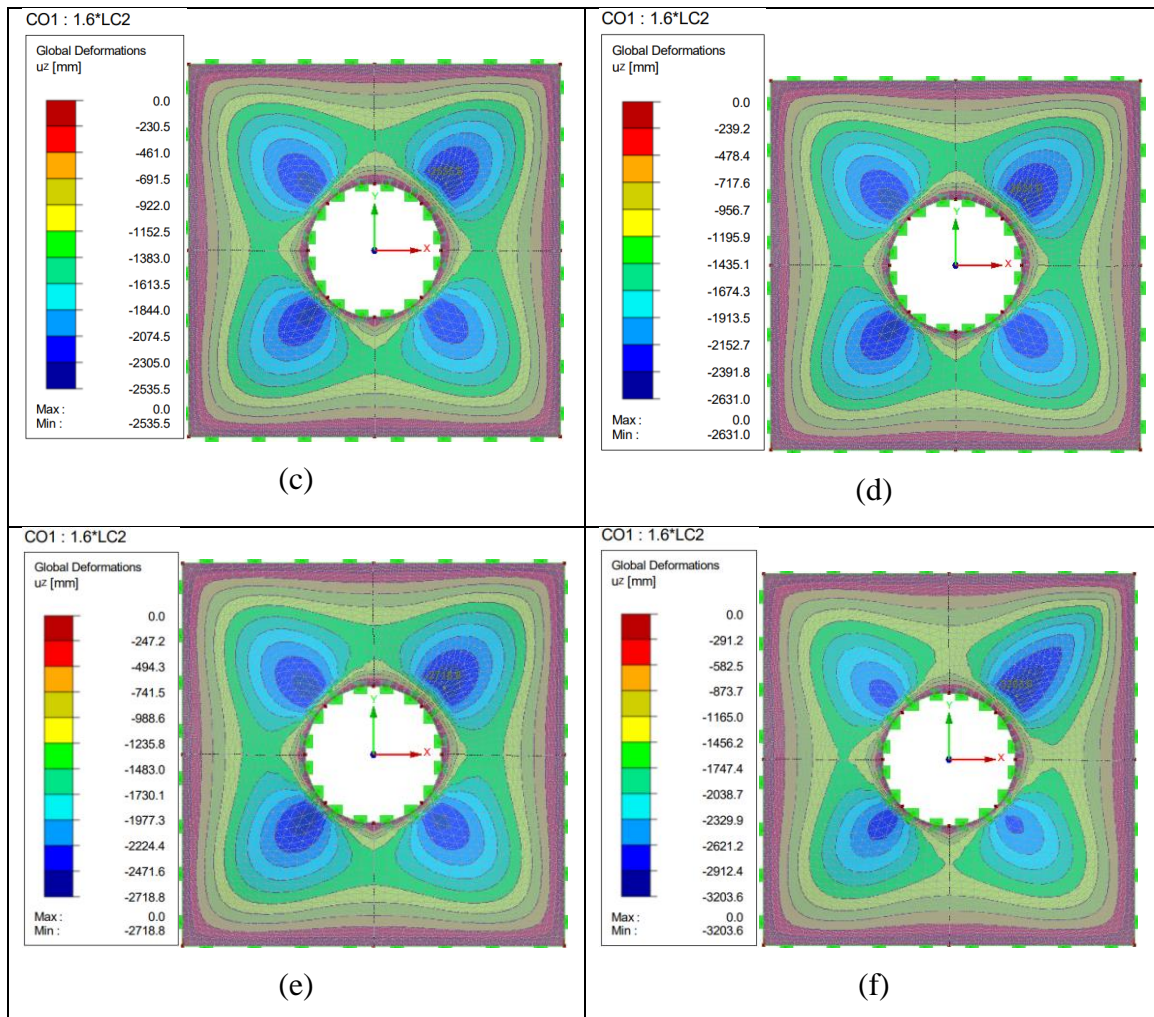 CO1 : 1.6*LC2
Global Deformations
uz [mm]
0.0
-230.5
-461.0
-691.5
-922.0
-1152.5
-1383.0
-1613.5
-1844.0
-2074.5
-2305.0
-2535.5
Max : 0.0
Min : -2535.5
Y
X
(c)
CO1 : 1.6*LC2
Global Deformations
uz [mm]
0.0
-239.2
-478.4
-717.6
-956.7
-1195.9
-1435.1
-1674.3
-1913.5
-2152.7
-2391.8
-2631.0
Max : 0.0
Min : -2631.0
Y
X
(d)
CO1 : 1.6*LC2
Global Deformations
uz [mm]
0.0
-247.2
-494.3
-741.5
-988.6
-1235.8
-1483.0
-1730.1
-1977.3
-2224.4
-2471.6
-2718.8
Max : 0.0
Min : -2718.8
Y
X
(e)
CO1 : 1.6*LC2
Global Deformations
uz [mm]
0.0
-291.2
-582.5
-873.7
-1165.0
-1456.2
-1747.4
-2038.7
-2329.9
-2621.2
-2912.4
-3203.6
Max : 0.0
Min : -3203.6
Y
X
(f)